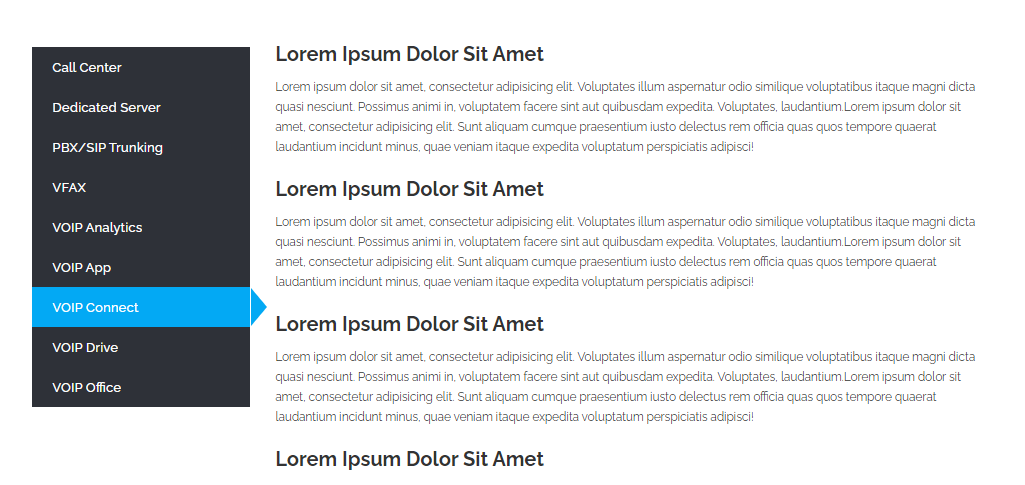 Call Center
Dedicated Server
PBX/SIP Trunking
VFAX
VOIP Analytics
VOIP App
VOIP Connect
VOIP Drive
VOIP Office
Lorem Ipsum Dolor Sit Amet
Lorem ipsum dolor sit amet, consectetur adipisicing elit. Voluptates illum aspernatur odio similique voluptatibus itaque magni dicta
quasi nesciunt. Possimus animi in, voluptatem facere sint aut quibusdam expedita. Voluptates, laudantium.Lorem ipsum dolor sit
amet, consectetur adipisicing elit. Sunt aliquam cumque praesentium iusto delectus rem officia quas quos tempore quaerat
laudantium incidunt minus, quae veniam itaque expedita voluptatum perspiciatis adipisci!
Lorem Ipsum Dolor Sit Amet
Lorem ipsum dolor sit amet, consectetur adipisicing elit. Voluptates illum aspernatur odio similique voluptatibus itaque magni dicta
quasi nesciunt. Possimus animi in, voluptatem facere sint aut quibusdam expedita. Voluptates, laudantium.Lorem ipsum dolor sit
amet, consectetur adipisicing elit. Sunt aliquam cumque praesentium iusto delectus rem officia quas quos tempore quaerat
laudantium incidunt minus, quae veniam itaque expedita voluptatum perspiciatis adipisci!
Lorem Ipsum Dolor Sit Amet
Lorem ipsum dolor sit amet, consectetur adipisicing elit. Voluptates illum aspernatur odio similique voluptatibus itaque magni dicta
quasi nesciunt. Possimus animi in, voluptatem facere sint aut quibusdam expedita. Voluptates, laudantium.Lorem ipsum dolor sit
amet, consectetur adipisicing elit. Sunt aliquam cumque praesentium iusto delectus rem officia quas quos tempore quaerat
laudantium incidunt minus, quae veniam itaque expedita voluptatum perspiciatis adipisci!
Lorem Ipsum Dolor Sit Amet